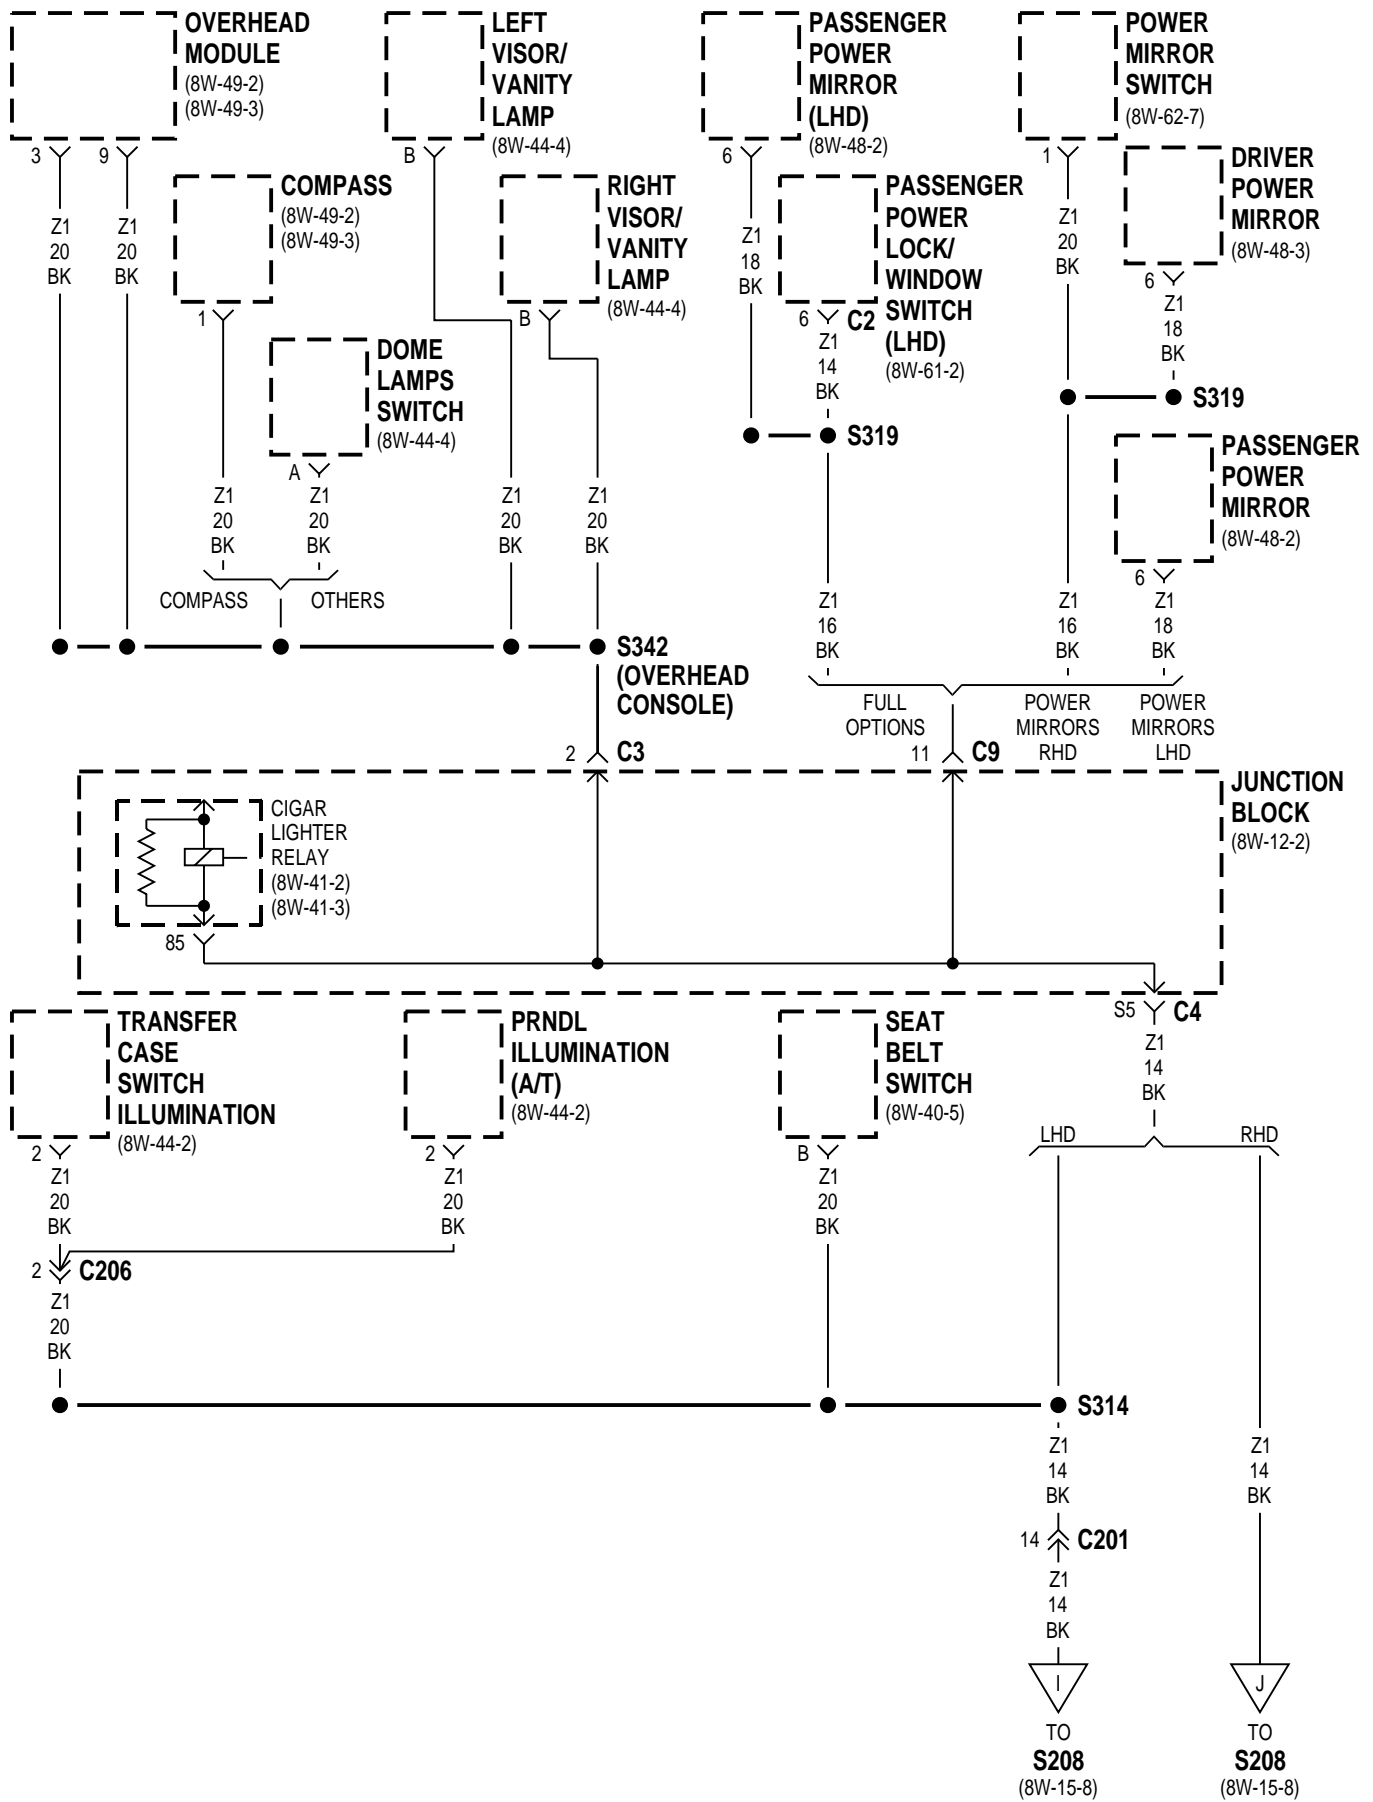 OVERHEAD
MODULE
(8W-49-2)
(8W-49-3)
LEFT
VISOR/
VANITY
LAMP
(8W-44-4)
PASSENGER
POWER
MIRROR
(LHD)
(8W-48-2)
POWER
MIRROR
SWITCH
(8W-62-7)
3
9
B
6
1
Z1
20
BK
Z1
20
BK
COMPASS
(8W-49-2)
(8W-49-3)
1
RIGHT
VISOR/
VANITY
LAMP
(8W-44-4)
B
Z1
18
BK
PASSENGER
POWER
LOCK/
WINDOW
SWITCH
(LHD)
(8W-61-2)
6
C2
Z1
14
BK
Z1
20
BK
DRIVER
POWER
MIRROR
(8W-48-3)
6
Z1
18
BK
DOME
LAMPS
SWITCH
(8W-44-4)
A
S319
S319
PASSENGER
POWER
MIRROR
(8W-48-2)
6
Z1
20
BK
Z1
20
BK
Z1
20
BK
Z1
20
BK
COMPASS
OTHERS
Z1
16
BK
Z1
16
BK
Z1
18
BK
S342
(OVERHEAD
CONSOLE)
FULL
OPTIONS
POWER
MIRRORS
RHD
POWER
MIRRORS
LHD
2
C3
11
C9
JUNCTION
BLOCK
(8W-12-2)
CIGAR
LIGHTER
RELAY
(8W-41-2)
(8W-41-3)
85
S5
C4
Z1
14
BK
TRANSFER
CASE
SWITCH
ILLUMINATION
(8W-44-2)
2
PRNDL
ILLUMINATION
(A/T)
(8W-44-2)
2
SEAT
BELT
SWITCH
(8W-40-5)
B
LHD
RHD
Z1
20
BK
Z1
20
BK
Z1
20
BK
2
C206
Z1
20
BK
S314
Z1
14
BK
Z1
14
BK
14
C201
Z1
14
BK
I
J
TO
S208
(8W-15-8)
TO
S208
(8W-15-8)